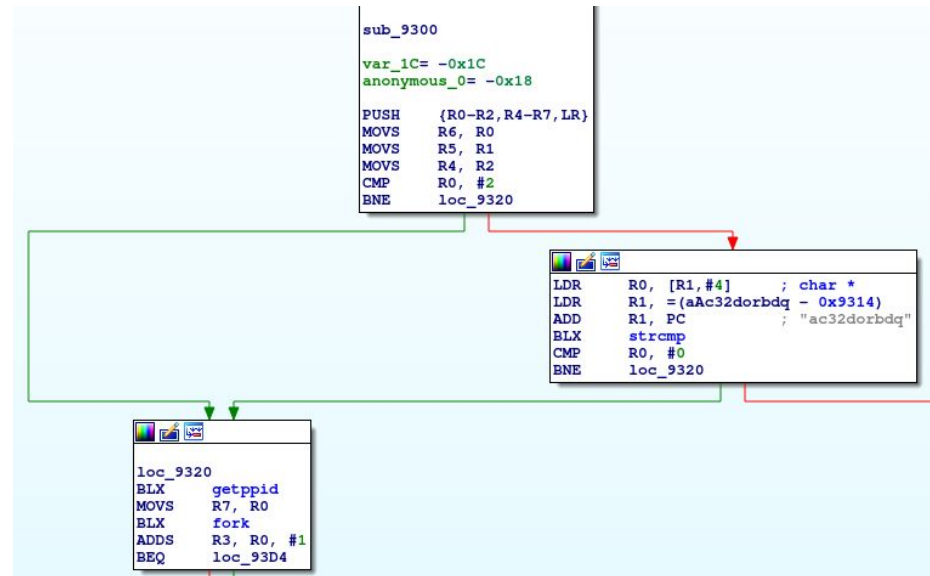 sub_9300
var_1C= -0x1C
anonymous_0= -0x18
PUSH {R0-R2,R4-R7,LR}
MOVS R6, R0
MOVS R5, R1
MOVS R4, R2
CMP R0, #2
BNE loc_9320
LDR R0, [R1,#4] ; char *
LDR R1, =(aAc32dorbdq - 0x9314)
ADD R1, PC ; "ac32dorbdq"
BLX strcmp
CMP R0, #0
BNE loc_9320
loc_9320
BLX getppid
MOVS R7, R0
BLX fork
ADDS R3, R0, #1
BEQ loc_93D4